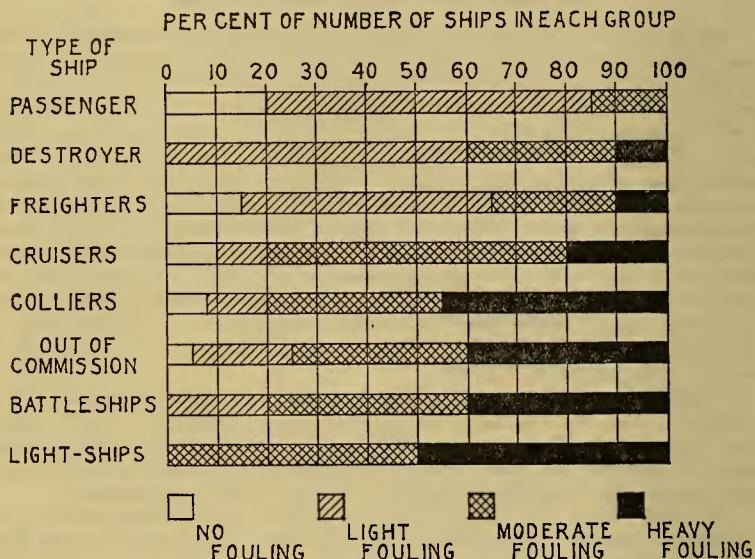 PER CENT OF NUMBER OF SHIPS IN EACH GROUP
TYPE OF
SHIP
0 10 20 30 40 50 60 70 80 90 100
PASSENGER
DESTROYER
FREIGHTERS
CRUISERS
COLLIERS
OUT OF
COMMISSION
BATTLESHIPS
LIGHT-SHIPS
NO
FOULING
LIGHT
FOULING
MODERATE
FOULING
HEAVY
FOULING